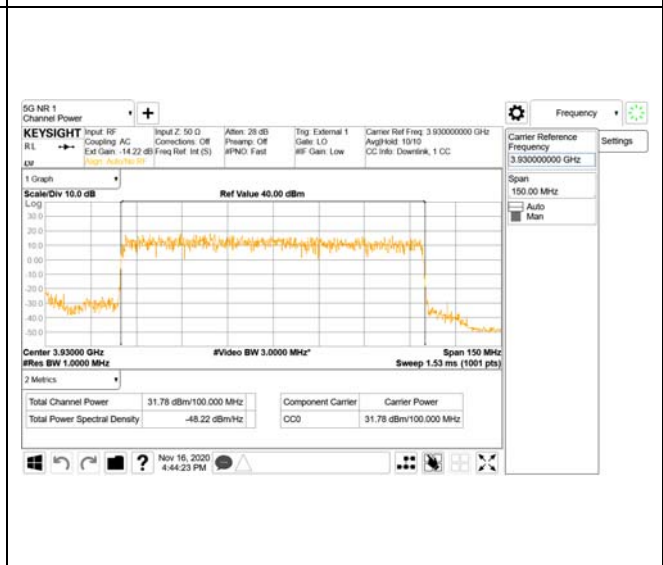 5G NR 1
Channel Power
Frequency
KEYSIGHT
Input: RF
Input Z: 50 Ω
Atten: 28 dB
Trig: External 1
Carrier Ref Freq: 3.930000000 GHz
RL
Coupling: AC
Corrections: Off
Preamp: Off
Gate: LO
Avg|Hold: 10/10
Ext Gain: -14.22 dB
Freq Ref: Int (S)
#PNO: Fast
#IF Gain: Low
CC Info: Downlink, 1 CC
Align: Auto/No RF
Carrier Reference
Frequency
3.930000000 GHz
Settings
Span
150.00 MHz
Auto
Man
1 Graph
Scale/Div 10.0 dB
Ref Value 40.00 dBm
Log
30.0
20.0
10.0
0.00
-10.0
-20.0
-30.0
-40.0
-50.0
Center 3.93000 GHz
#Video BW 3.0000 MHz*
Span 150 MHz
#Res BW 1.0000 MHz
Sweep 1.53 ms (1001 pts)
2 Metrics
Total Channel Power
31.78 dBm/100.000 MHz
Total Power Spectral Density
-48.22 dBm/Hz
Component Carrier
Carrier Power
CC0
31.78 dBm/100.000 MHz
Nov 16, 2020
4:44:23 PM